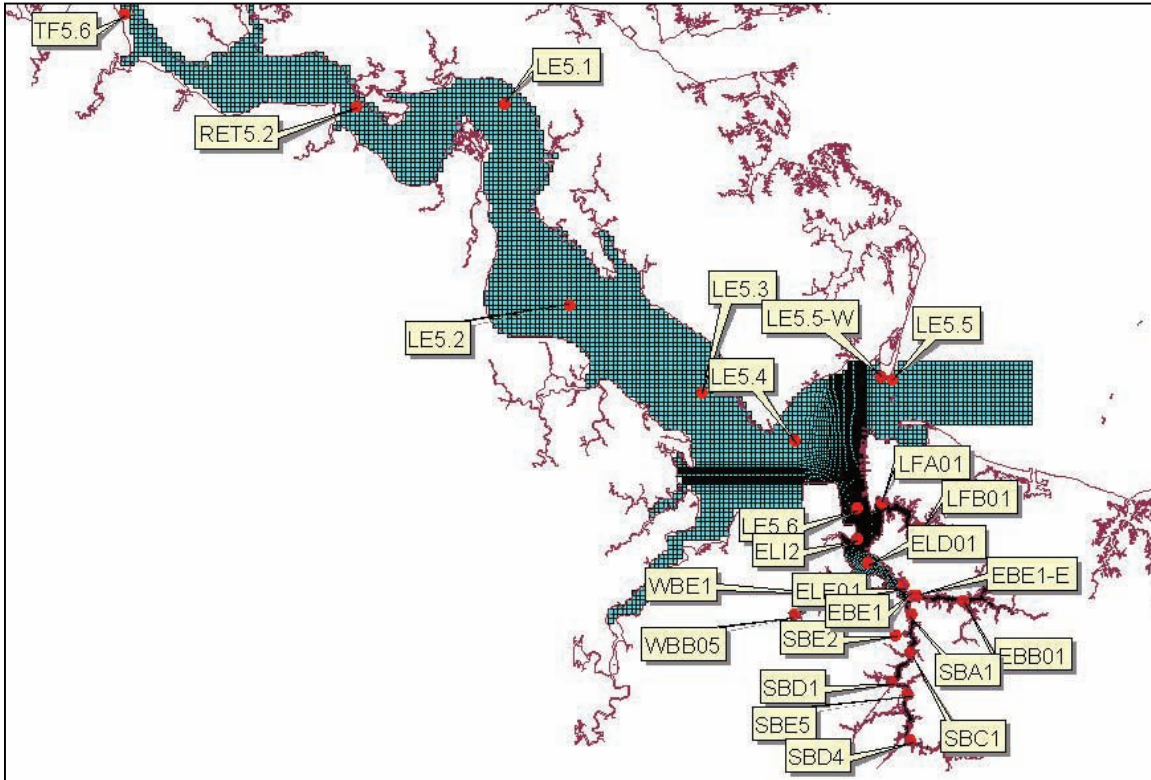 TF5.6
LE5.1
RET5.2
LE5.3
LE5.5-W
LE5.5
LE5.2
LE5.4
LFA01
LFB01
LE5.6
ELI2
ELD01
WBE1
ELE01
EBE1-E
EBE1
WBB05
SBE2
EBB01
SBA1
SBD1
SBE5
SBC1
SBD4